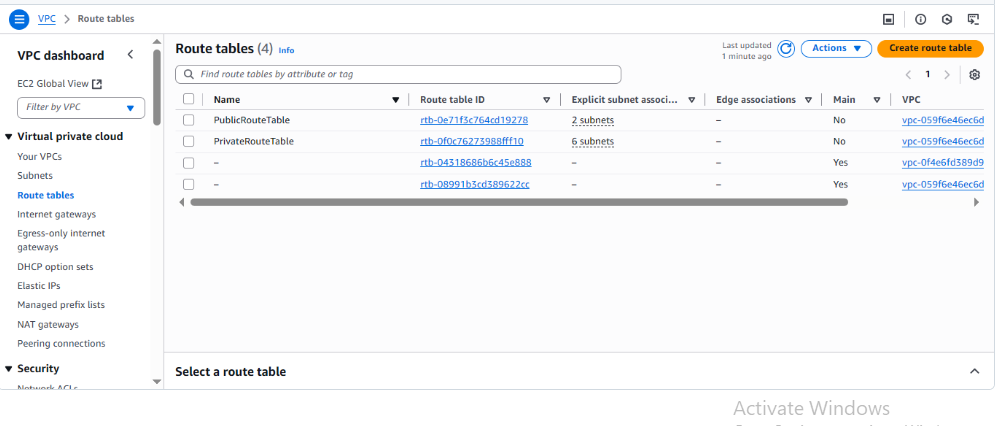 VPC > Route tables
VPC dashboard
EC2 Global View
Filter by VPC
Virtual private cloud
Your VPCs
Subnets
Route tables
Internet gateways
Egress-only internet
gateways
DHCP option sets
Elastic IPs
Managed prefix lists
NAT gateways
Peering connections
Security
Network ACLs
Route tables (4) Info
Last updated
1 minute ago
Actions
Create route table
Find route tables by attribute or tag
1
Name Route table ID Explicit subnet associ... Edge associations Main VPC
PublicRouteTable rtb-0e71f3c764cd19278 2 subnets – No vpc-059f6e46ec6d
PrivateRouteTable rtb-0f0c76273988fff10 6 subnets – No vpc-059f6e46ec6d
– rtb-04318686b6c45e888 – – Yes vpc-0f4e6fd389d9
– rtb-08991b3cd389622cc – – Yes vpc-059f6e46ec6d
Select a route table
Activate Windows